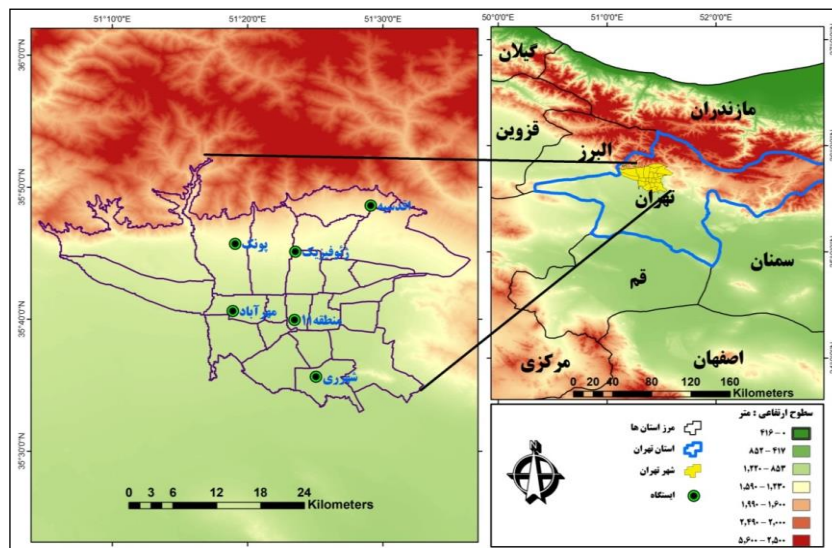 51°10'0"E 51°20'0"E 51°30'0"E
36°0'0"N
35°50'0"N
35°40'0"N
35°30'0"N
اقدسیه
پونک
ژئوفیزیک
مهرآباد
منطقه ۱۱
شهرری
0 3 6 12 18 24
Kilometers
50°0'0"E 51°0'0"E 52°0'0"E
گیلان
مازندران
قزوین
البرز
تهران
سمنان
قم
مرکزی
اصفهان
0 20 40 80 120 160
Kilometers
مرز استان ها
استان تهران
شهر تهران
ایستگاه
سطوح ارتفاعی : متر
۴۱۶ - ۰
۸۵۲ - ۴۱۷
۱,۲۲۰ - ۸۵۳
۱,۵۹۰ - ۱,۲۳۰
۱,۹۹۰ - ۱,۶۰۰
۲,۴۹۰ - ۲,۰۰۰
۵,۶۰۰ - ۲,۵۰۰